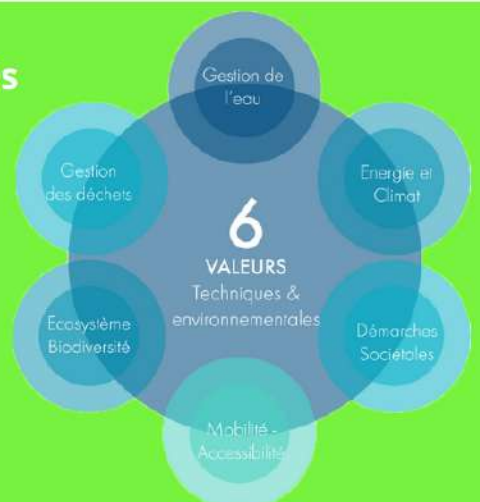 s
Gestion de
l'eau
Gestion
des déchets
Energie et
Climat
6
VALEURS
Techniques &
environnementales
Ecosystème
Biodiversité
Démarches
Sociétales
Mobilité -
Accessibilité